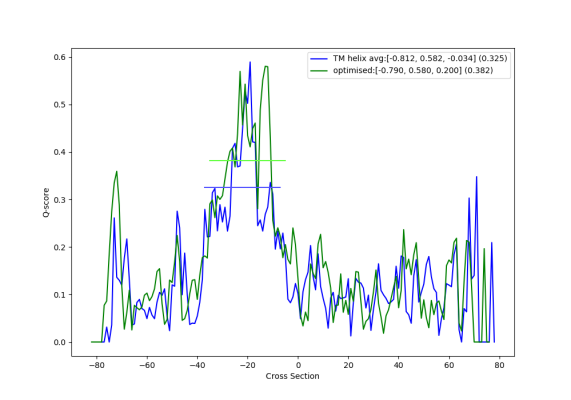 TM helix avg:[-0.812, 0.582, -0.034] (0.325)
optimised:[-0.790, 0.580, 0.200] (0.382)
0.6
0.5
0.4
0.3
0.2
0.1
0.0
Q-score
−80 −60 −40 −20 0 20 40 60 80
Cross Section